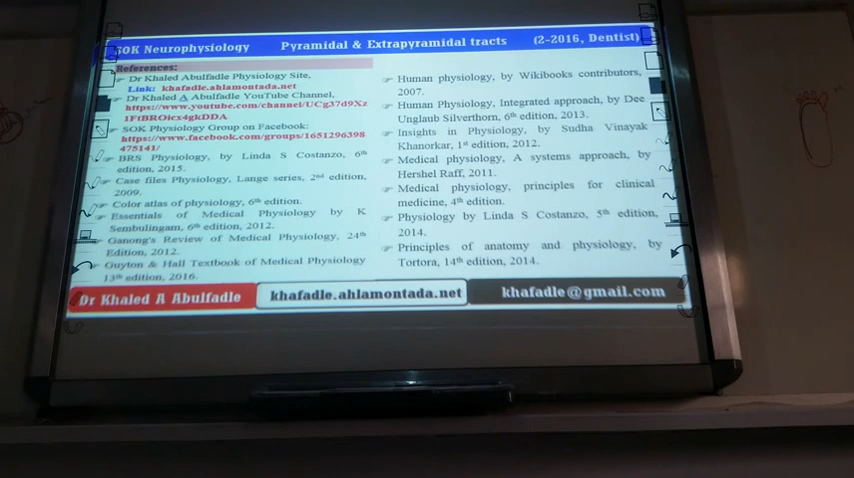 SOK Neurophysiology Pyramidal & Extrapyramidal tracts (2-2016, Dentist)
References:
☞ Dr Khaled Abulfadle Physiology Site,
Link: khafadle.ahlamontada.net
☞ Dr Khaled A Abulfadle YouTube Channel,
https://www.youtube.com/channel/UCg37d9Xz
1FtBROicx4gkDDA
☞ SOK Physiology Group on Facebook:
https://www.facebook.com/groups/1651296398
475141/
☞ BRS Physiology, by Linda S Costanzo, 6th
edition, 2015.
☞ Case files Physiology, Lange series, 2nd edition,
2009.
☞ Color atlas of physiology, 6th edition.
☞ Essentials of Medical Physiology by K
Sembulingam, 6th edition, 2012.
☞ Ganong's Review of Medical Physiology, 24th
Edition, 2012.
☞ Guyton & Hall Textbook of Medical Physiology
13th edition, 2016.
☞ Human physiology, by Wikibooks contributors,
2007.
☞ Human Physiology, Integrated approach, by Dee
Unglaub Silverthorn, 6th edition, 2013.
☞ Insights in Physiology, by Sudha Vinayak
Khanorkar, 1st edition, 2012.
☞ Medical physiology, A systems approach, by
Hershel Raff, 2011.
☞ Medical physiology, principles for clinical
medicine, 4th edition.
☞ Physiology by Linda S Costanzo, 5th edition,
2014.
☞ Principles of anatomy and physiology, by
Tortora, 14th edition, 2014.
Dr Khaled A Abulfadle khafadle.ahlamontada.net khafadle@gmail.com